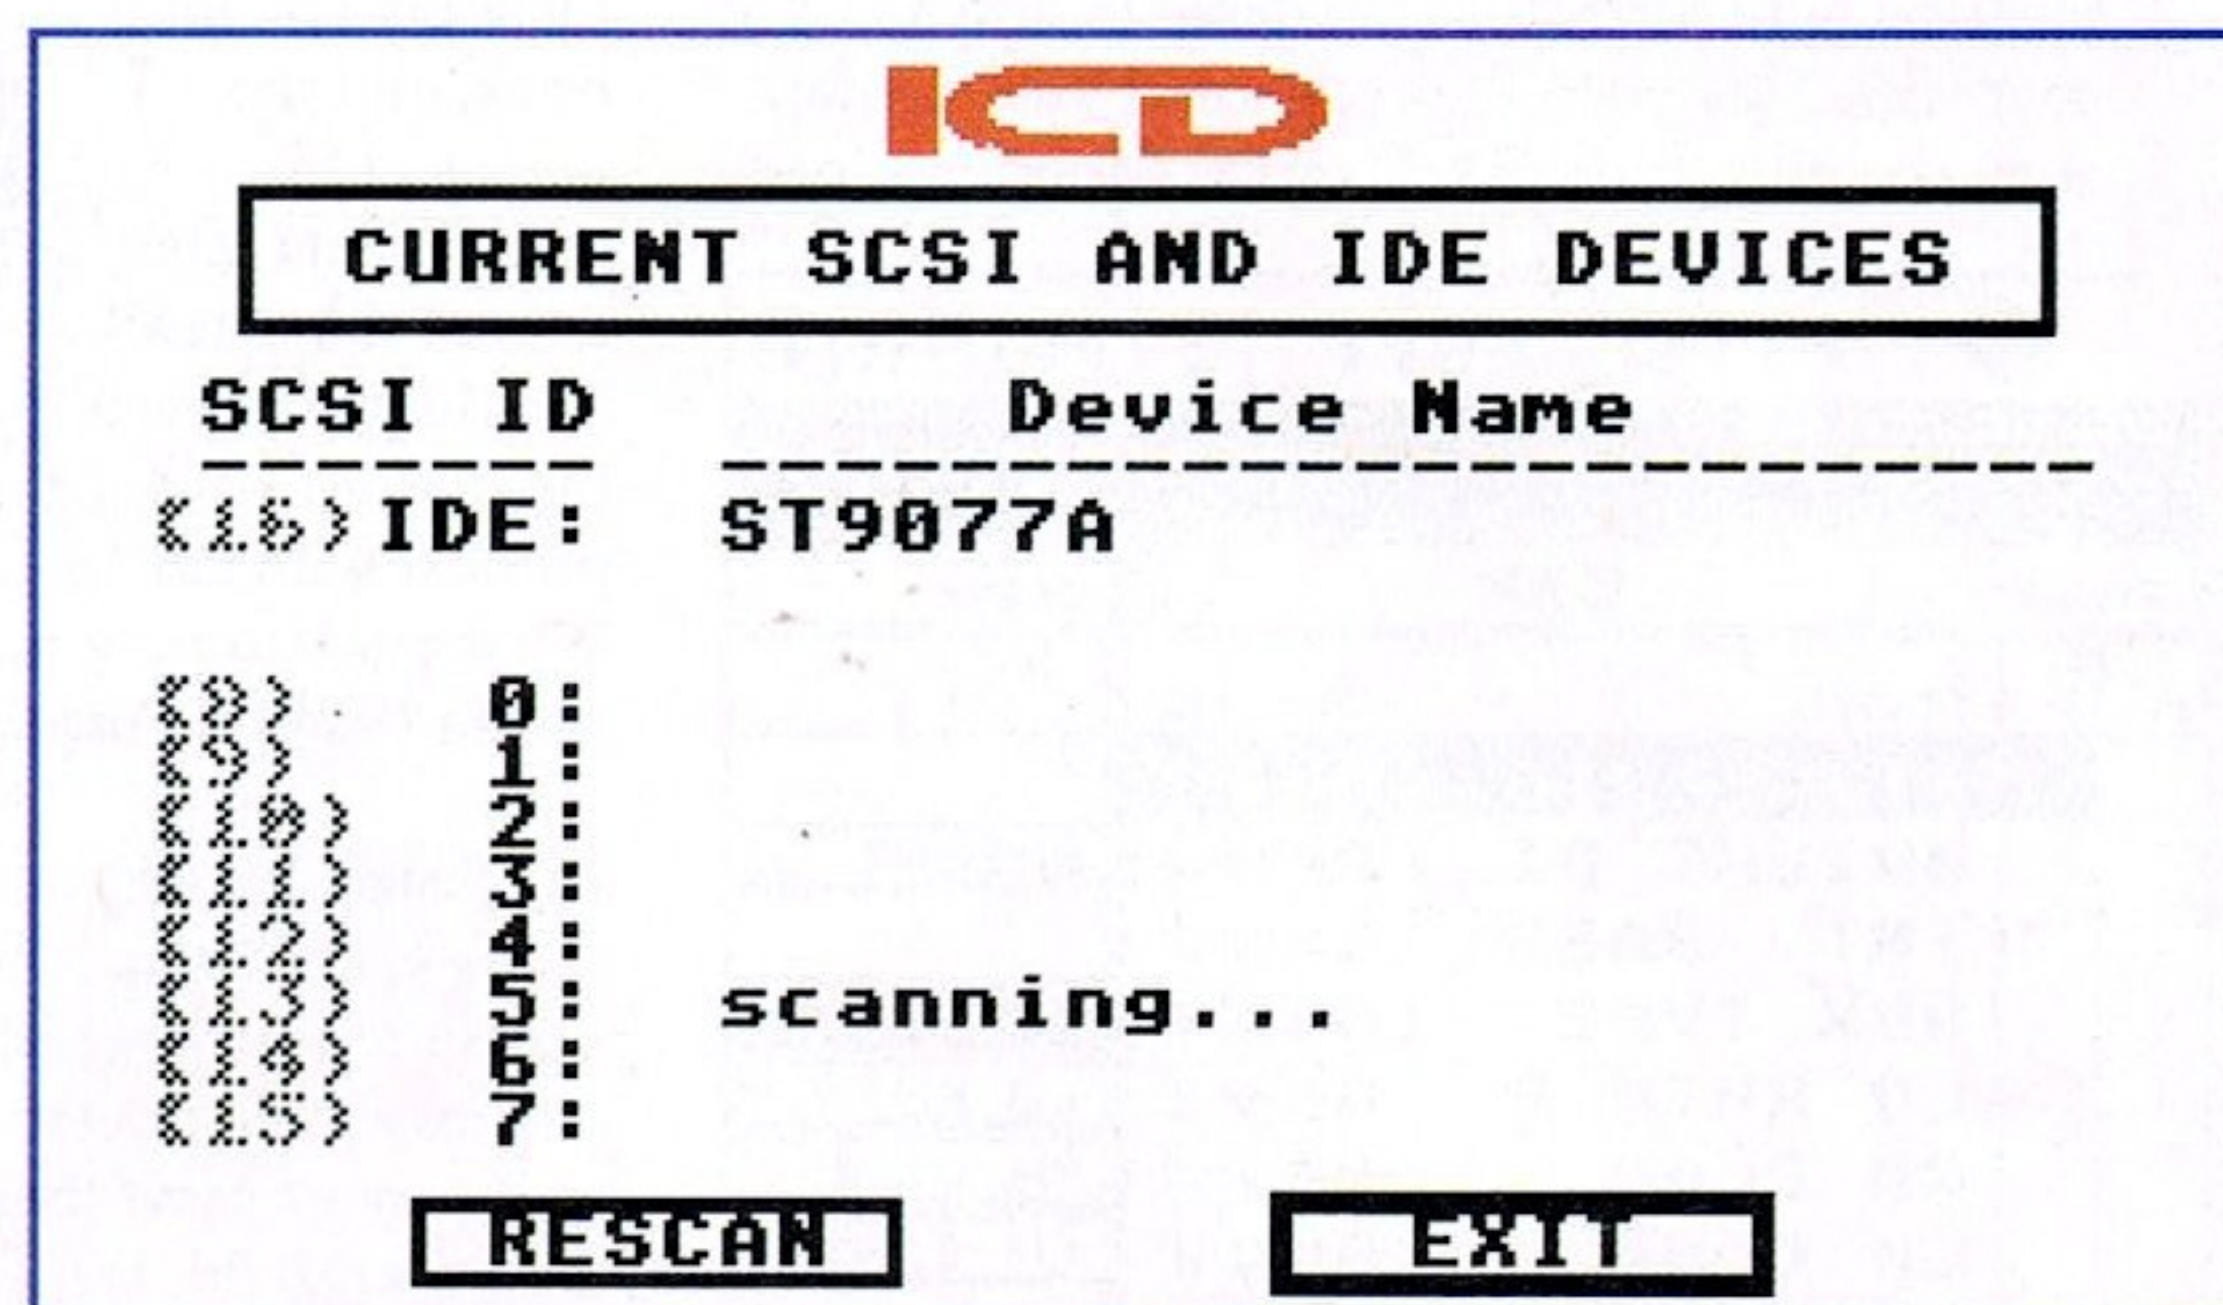 ICD
CURRENT SCSI AND IDE DEVICES
SCSI ID Device Name
------- ------------------------
(16) IDE: ST9077A
(8) 0:
(9) 1:
(10) 2:
(11) 3:
(12) 4:
(13) 5: scanning...
(14) 6:
(15) 7:
RESCAN EXIT